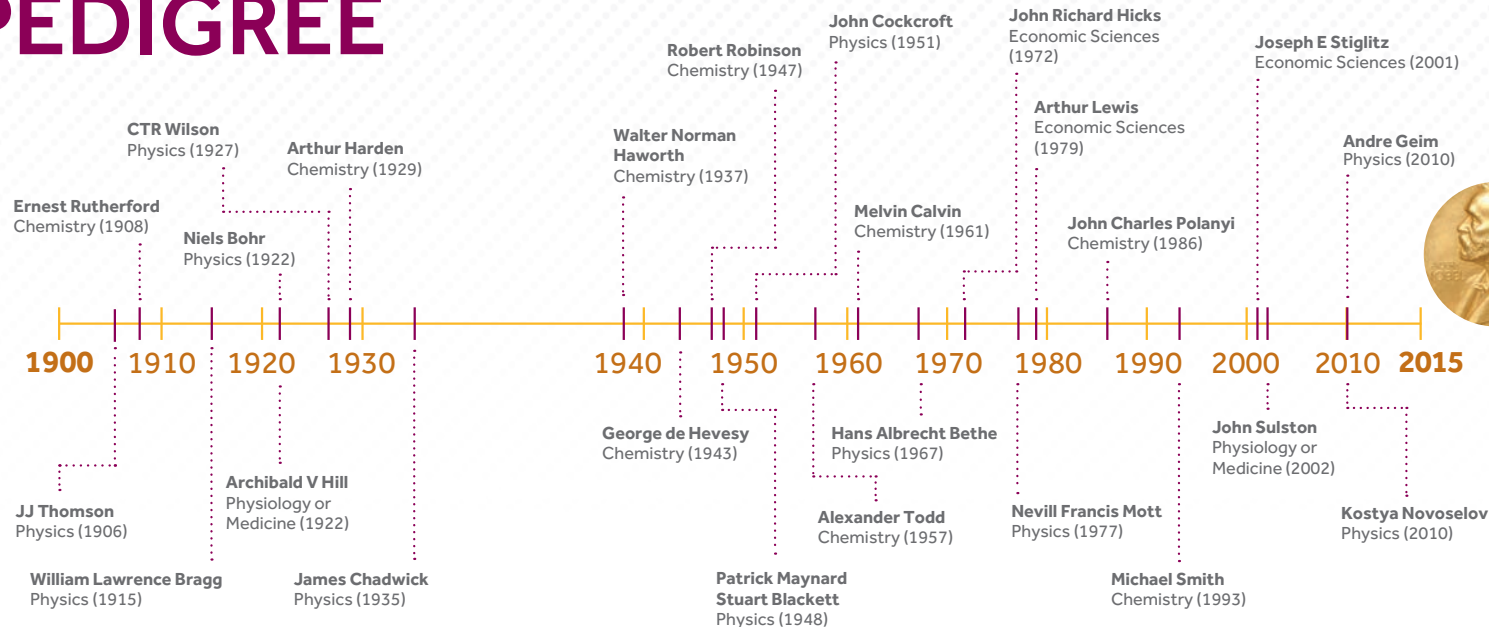 PEDIGREE
John Cockcroft
Physics (1951)
John Richard Hicks
Economic Sciences
(1972)
Robert Robinson
Chemistry (1947)
Joseph E Stiglitz
Economic Sciences (2001)
CTR Wilson
Physics (1927)
Arthur Harden
Chemistry (1929)
Walter Norman
Haworth
Chemistry (1937)
Arthur Lewis
Economic Sciences
(1979)
Andre Geim
Physics (2010)
Ernest Rutherford
Chemistry (1908)
Niels Bohr
Physics (1922)
Melvin Calvin
Chemistry (1961)
John Charles Polanyi
Chemistry (1986)
1900
1910
1920
1930
1940
1950
1960
1970
1980
1990
2000
2010
2015
JJ Thomson
Physics (1906)
William Lawrence Bragg
Physics (1915)
Archibald V Hill
Physiology or
Medicine (1922)
James Chadwick
Physics (1935)
George de Hevesy
Chemistry (1943)
Patrick Maynard
Stuart Blackett
Physics (1948)
Hans Albrecht Bethe
Physics (1967)
Alexander Todd
Chemistry (1957)
Nevill Francis Mott
Physics (1977)
Michael Smith
Chemistry (1993)
John Sulston
Physiology or
Medicine (2002)
Kostya Novoselov
Physics (2010)